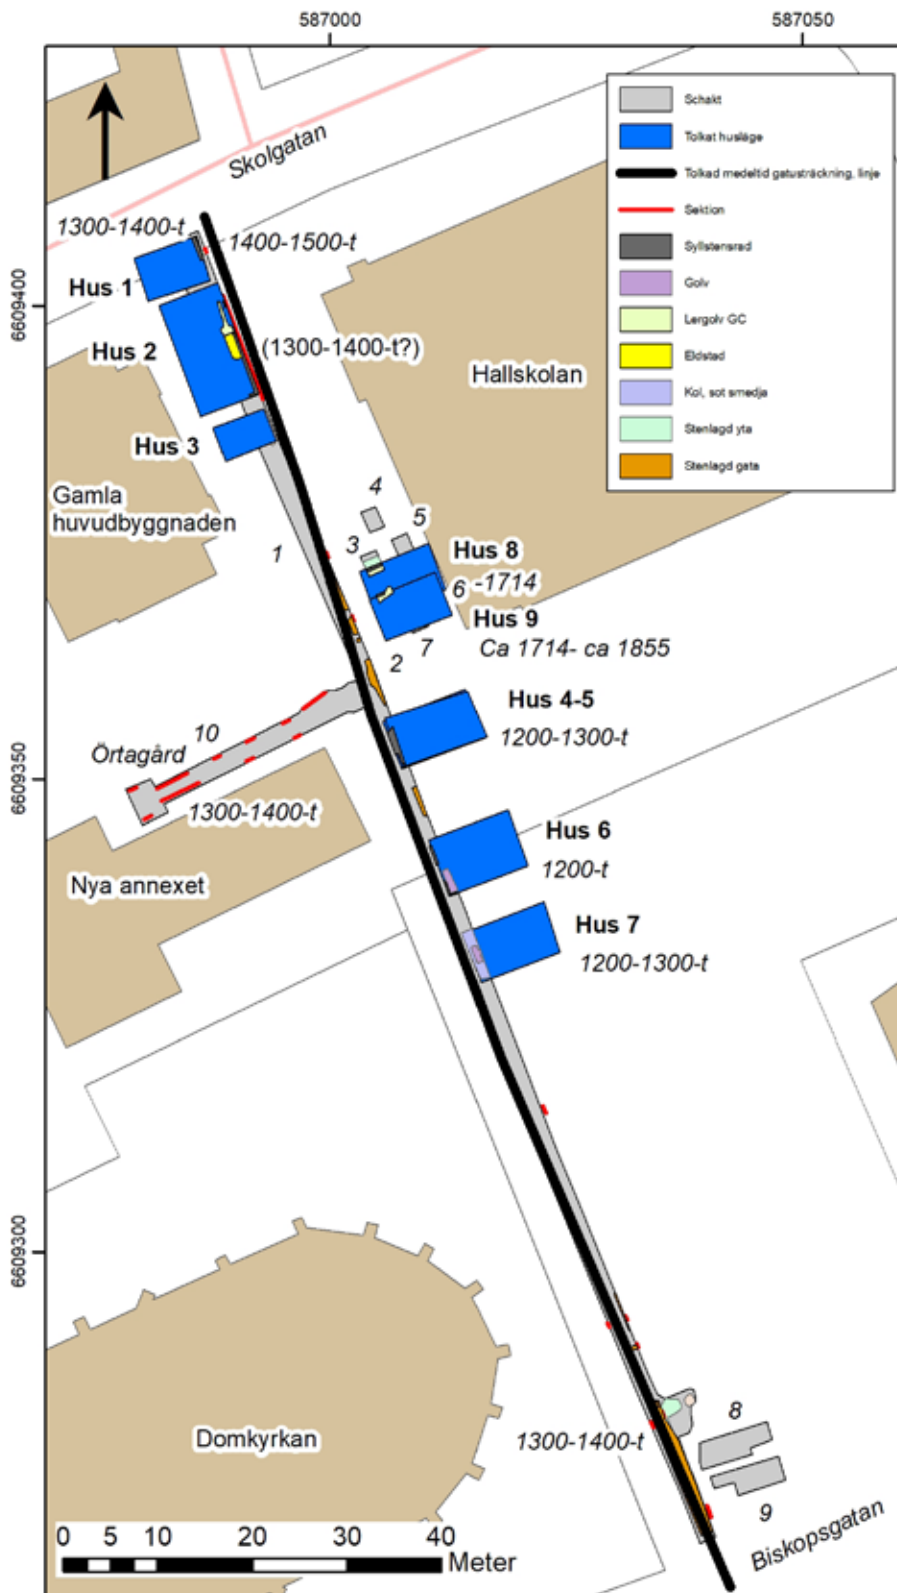 587000
587050
Schakt
Tolkat husläge
Tolkad medeltid gatusträckning, linje
Sektion
Syllstensrad
Golv
Lergolv GC
Eldstad
Kol, sot smedja
Stenlagd yta
Stenlagd gata
Skolgatan
1300-1400-t
1400-1500-t
Hus 1
6609400
Hus 2
(1300-1400-t?)
Hallskolan
Hus 3
Gamla
huvudbyggnaden
4
5
1
3
Hus 8
6
-1714
Hus 9
7
Ca 1714- ca 1855
2
Hus 4-5
1200-1300-t
10
Örtagård
6609350
1300-1400-t
Hus 6
1200-t
Nya annexet
Hus 7
1200-1300-t
6609300
Domkyrkan
1300-1400-t
8
9
Biskopsgatan
0 5 10 20 30 40
Meter